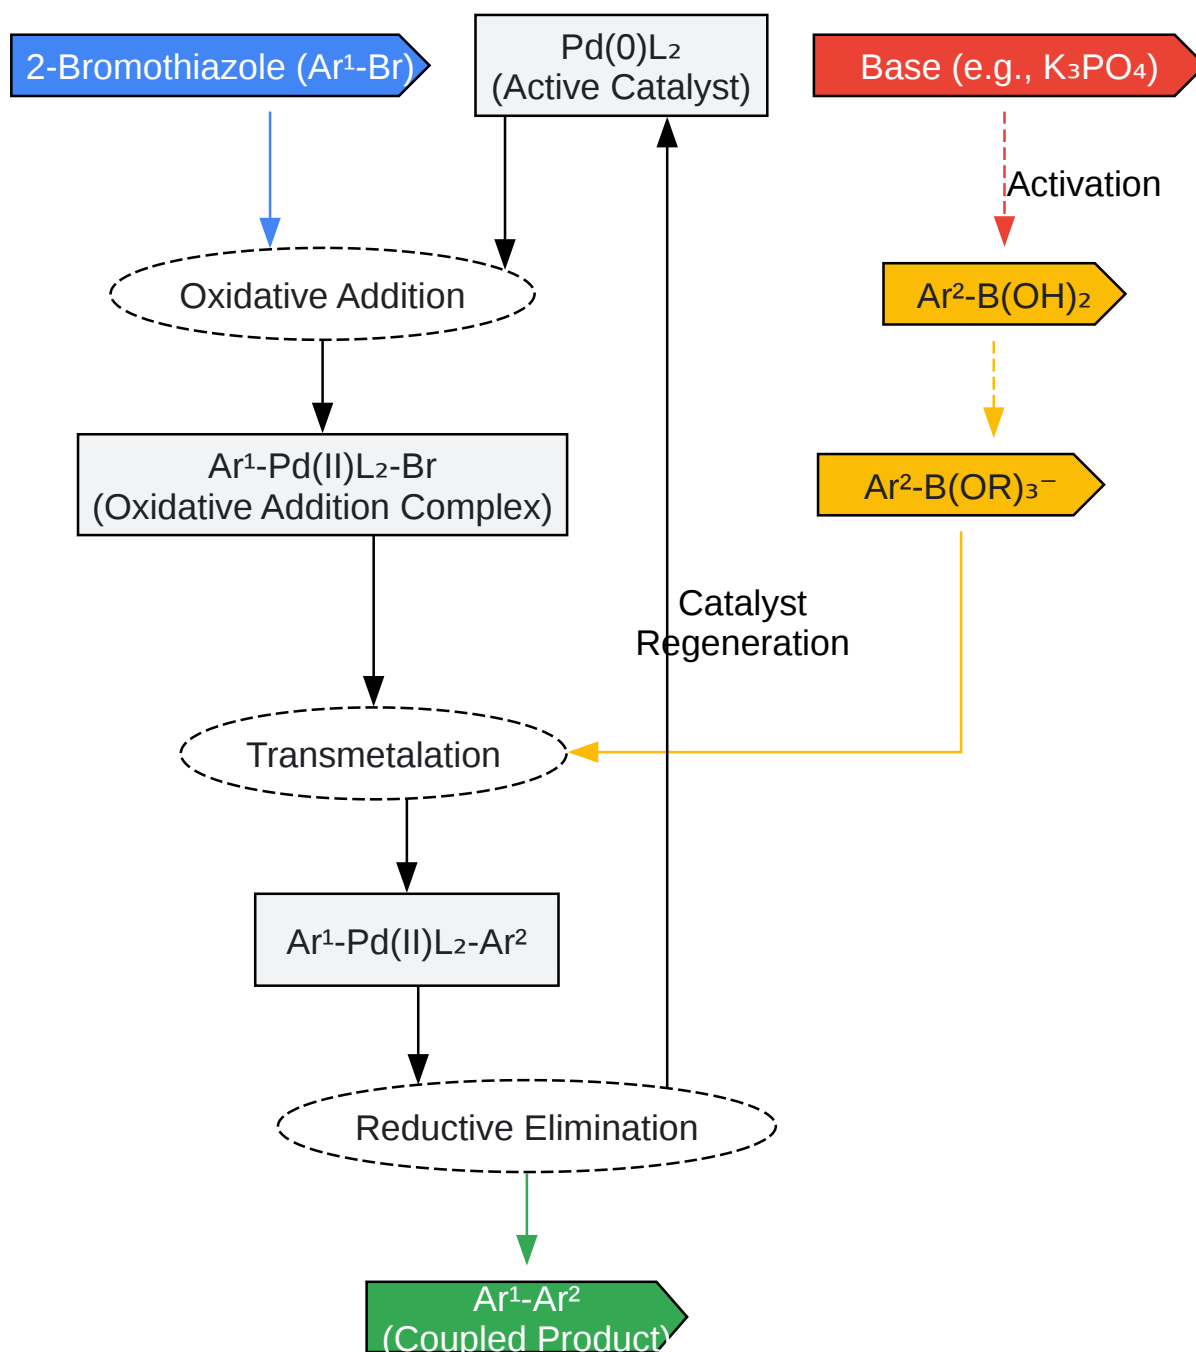 2-Bromothiazole (Ar¹-Br)
Pd(0)L₂
(Active Catalyst)
Base (e.g., K₃PO₄)
Activation
Oxidative Addition
Ar²-B(OH)₂
Ar¹-Pd(II)L₂-Br
(Oxidative Addition Complex)
Ar²-B(OR)₃⁻
Catalyst
Regeneration
Transmetalation
Ar¹-Pd(II)L₂-Ar²
Reductive Elimination
Ar¹-Ar²
(Coupled Product)